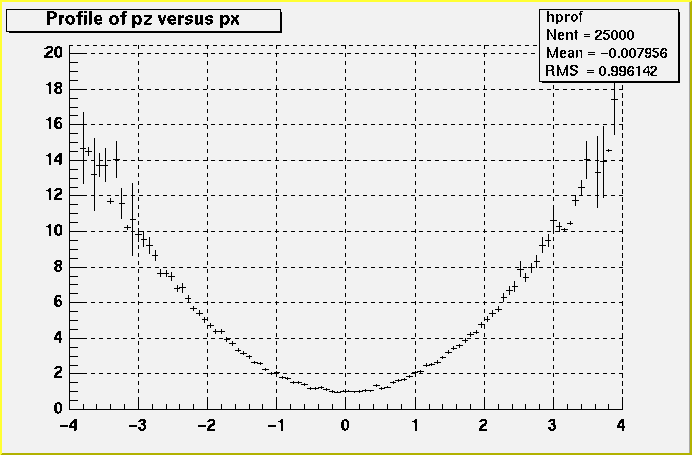 Profile of pz versus px
hprof
Nent = 25000
Mean = −0.007956
RMS = 0.996142
20
18
16
14
12
10
8
6
4
2
0
−4 −3 −2 −1 0 1 2 3 4